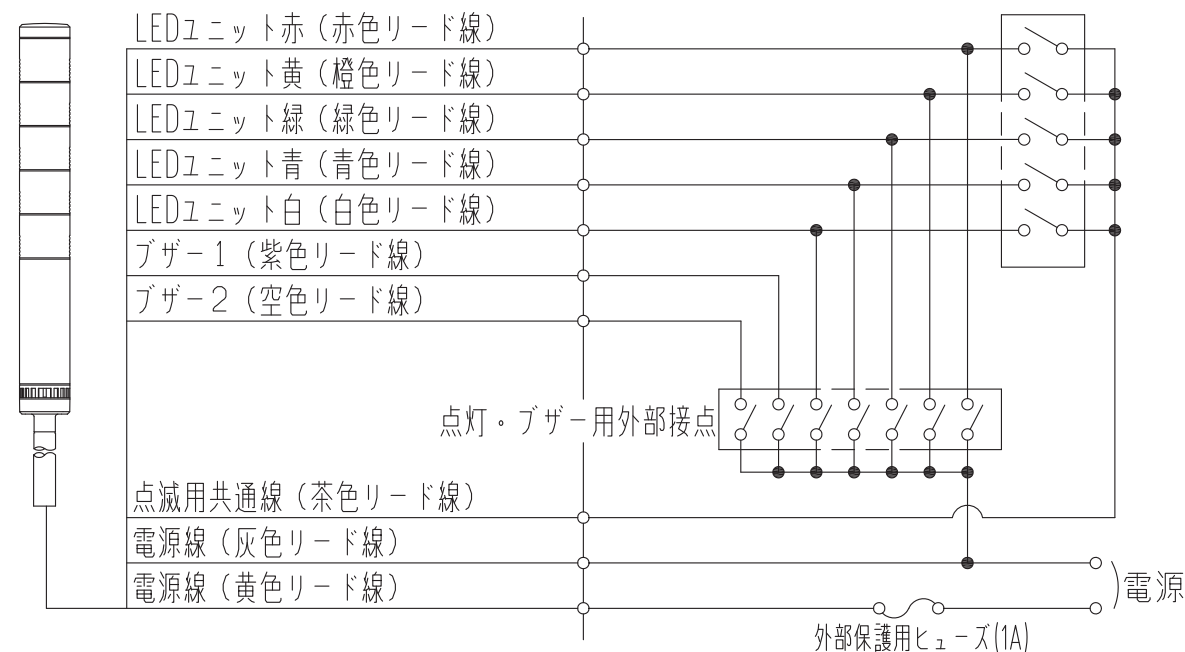 LEDユニット赤（赤色リード線）
LEDユニット黄（橙色リード線）
LEDユニット緑（緑色リード線）
LEDユニット青（青色リード線）
LEDユニット白（白色リード線）
ブザー1（紫色リード線）
ブザー2（空色リード線）
点灯・ブザー用外部接点
点滅用共通線（茶色リード線）
電源線（灰色リード線）
電源線（黄色リード線）
電源
外部保護用ヒューズ(1A)